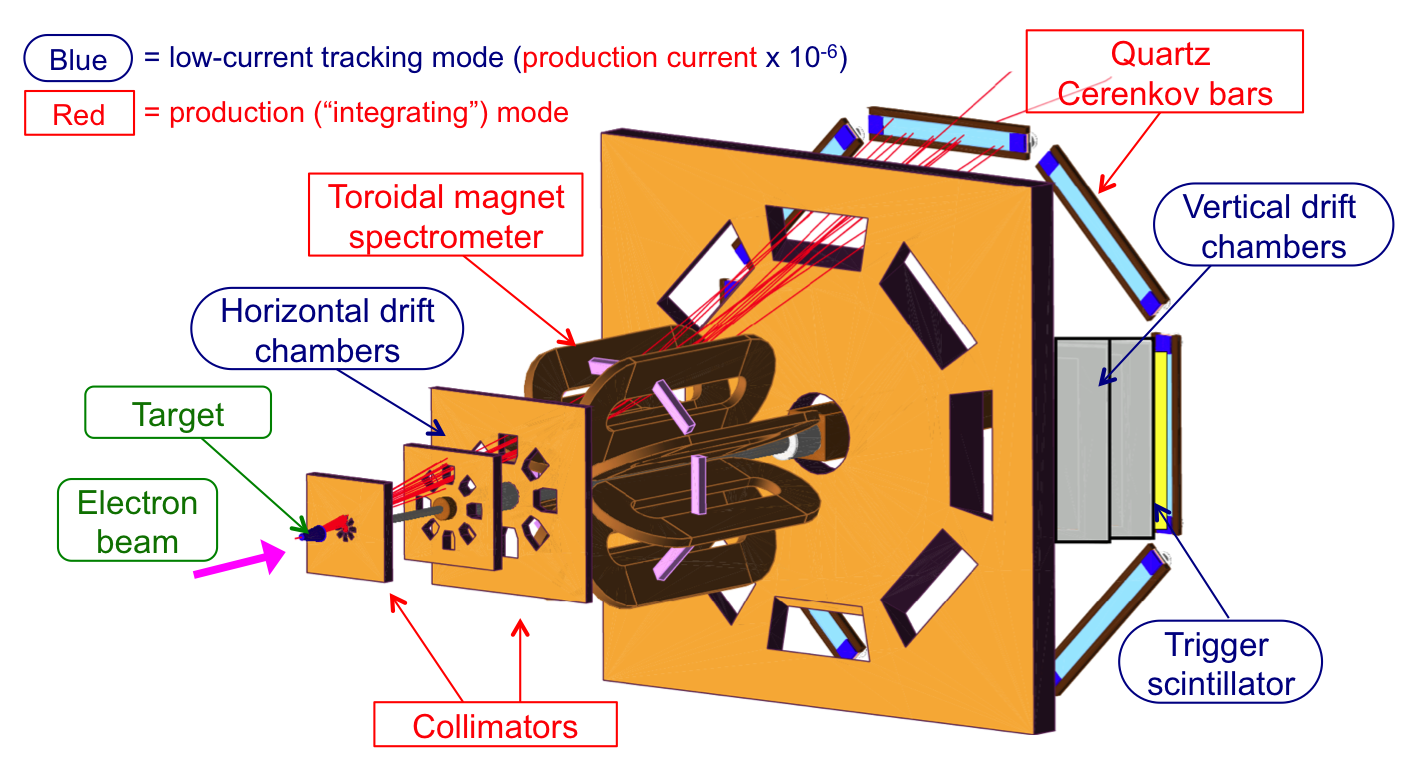 Blue = low-current tracking mode (production current x 10⁻⁶)
Red = production (“integrating”) mode
Quartz
Cerenkov bars
Toroidal magnet
spectrometer
Vertical drift
chambers
Horizontal drift
chambers
Target
Electron
beam
Trigger
scintillator
Collimators